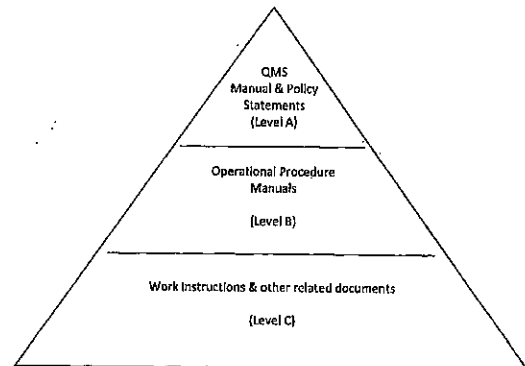 QMS
Manual & Policy
Statements
(Level A)
Operational Procedure
Manuals
(Level B)
Work Instructions & other related documents
(Level C)